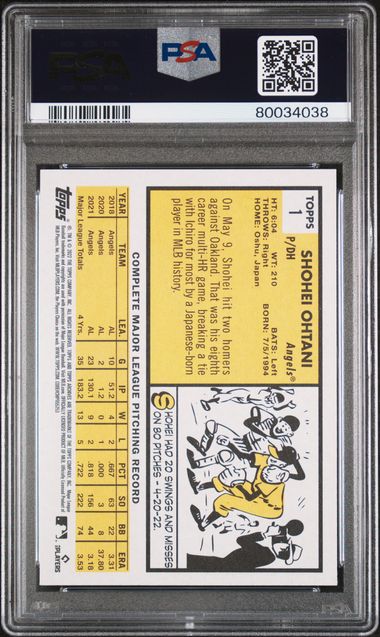 PSA
PSA
80034038
TOPPS
1
SHOHEI OHTANI
P/DH
Angels®
HT: 6:04 WT: 210 BATS: Left
THROWS: Right BORN: 7/5/1994
HOME: Oshu, Japan
On May 9, Shohei hit two homers
against Oakland. That was his eighth
career multi-HR game, breaking a tie
with Ichiro for most by a Japanese-born
player in MLB history.
SHOHEI HAD 20 SWINGS AND MISSES
ON 80 PITCHES - 4-20-22.
COMPLETE MAJOR LEAGUE PITCHING RECORD
YEAR TEAM LEA G IP W L PCT SO BB ERA
2018 Angels AL 10 51.2 4 2 .667 63 22 3.31
2020 Angels AL 2 1.2 0 1 .000 3 8 37.80
2021 Angels AL 23 130.1 9 2 .818 156 44 3.18
Major League Totals 4 Yrs. 35 183.2 13 5 .722 222 74 3.53
Topps
PLAYERS